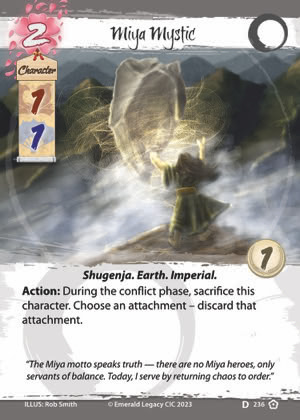 2
Miya Mystic
Character
1
1
1
Shugenja. Earth. Imperial.
Action: During the conflict phase, sacrifice this
character. Choose an attachment – discard that
attachment.
"The Miya motto speaks truth — there are no Miya heroes, only
servants of balance. Today, I serve by returning chaos to order."
ILLUS: Rob Smith © Emerald Legacy CIC 2023 D 236